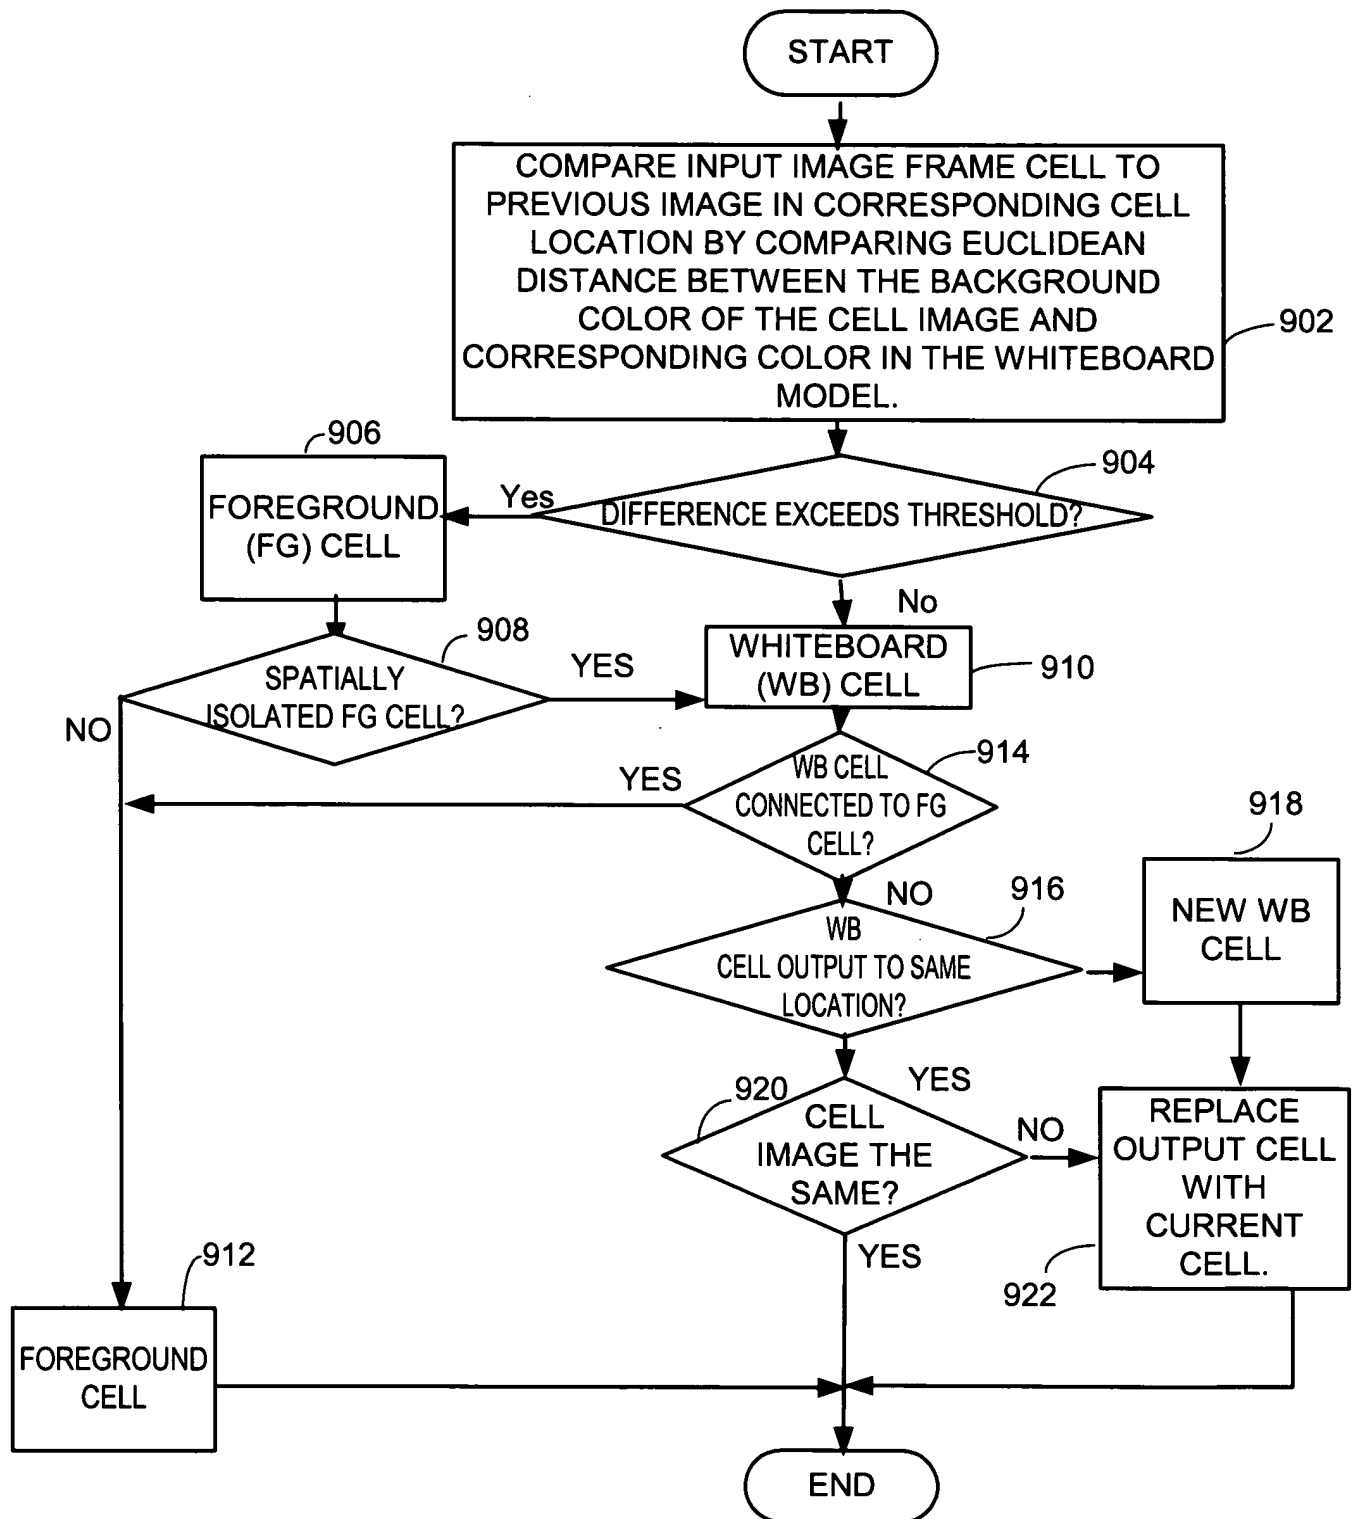 START
COMPARE INPUT IMAGE FRAME CELL TO
PREVIOUS IMAGE IN CORRESPONDING CELL
LOCATION BY COMPARING EUCLIDEAN
DISTANCE BETWEEN THE BACKGROUND
COLOR OF THE CELL IMAGE AND
CORRESPONDING COLOR IN THE WHITEBOARD
MODEL.
902
906
904
FOREGROUND
(FG) CELL
Yes
DIFFERENCE EXCEEDS THRESHOLD?
No
908
SPATIALLY
ISOLATED FG CELL?
YES
NO
WHITEBOARD
(WB) CELL
910
914
WB CELL
CONNECTED TO FG
CELL?
YES
NO
916
WB
CELL OUTPUT TO SAME
LOCATION?
918
NEW WB
CELL
YES
920
CELL
IMAGE THE
SAME?
NO
YES
REPLACE
OUTPUT CELL
WITH
CURRENT
CELL.
922
912
FOREGROUND
CELL
END